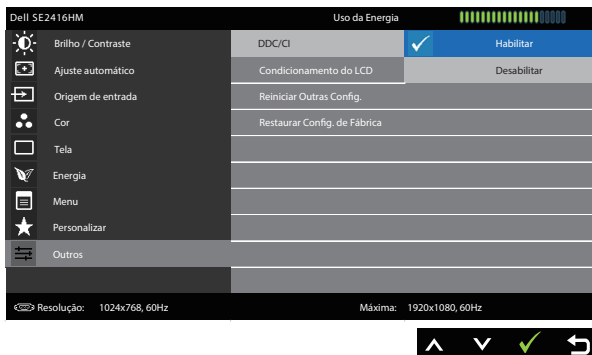 Dell SE2416HM Uso da Energia
Brilho / Contraste DDC/CI Habilitar
Ajuste automático Condicionamento do LCD Desabilitar
Origem de entrada Reiniciar Outras Config.
Cor Restaurar Config. de Fábrica
Tela
Energia
Menu
Personalizar
Outros
Resolução: 1024x768, 60Hz Máxima: 1920x1080, 60Hz